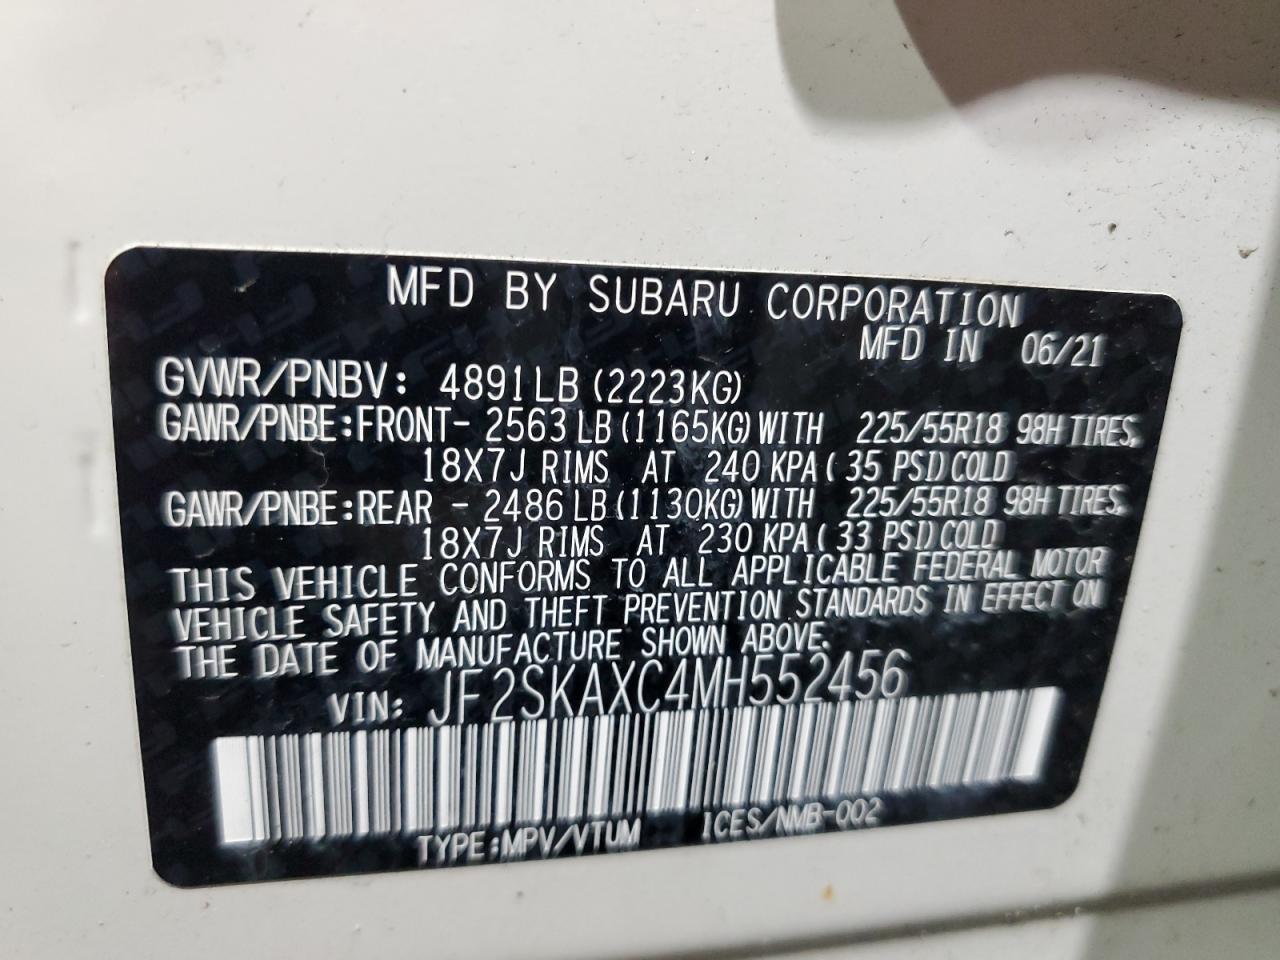 MFD BY SUBARU CORPORATION
MFD IN 06/21
GVWR/PNBV: 4891LB (2223KG)
GAWR/PNBE:FRONT- 2563 LB (1165KG) WITH 225/55R18 98H TIRES,
18X7J RIMS AT 240 KPA ( 35 PSI) COLD
GAWR/PNBE:REAR - 2486 LB (1130KG) WITH 225/55R18 98H TIRES,
18X7J RIMS AT 230 KPA ( 33 PSI) COLD
THIS VEHICLE CONFORMS TO ALL APPLICABLE FEDERAL MOTOR
VEHICLE SAFETY AND THEFT PREVENTION STANDARDS IN EFFECT ON
THE DATE OF MANUFACTURE SHOWN ABOVE.
VIN: JF2SKAXC4MH552456
TYPE:MPV/VTUM ICES/NMB-002